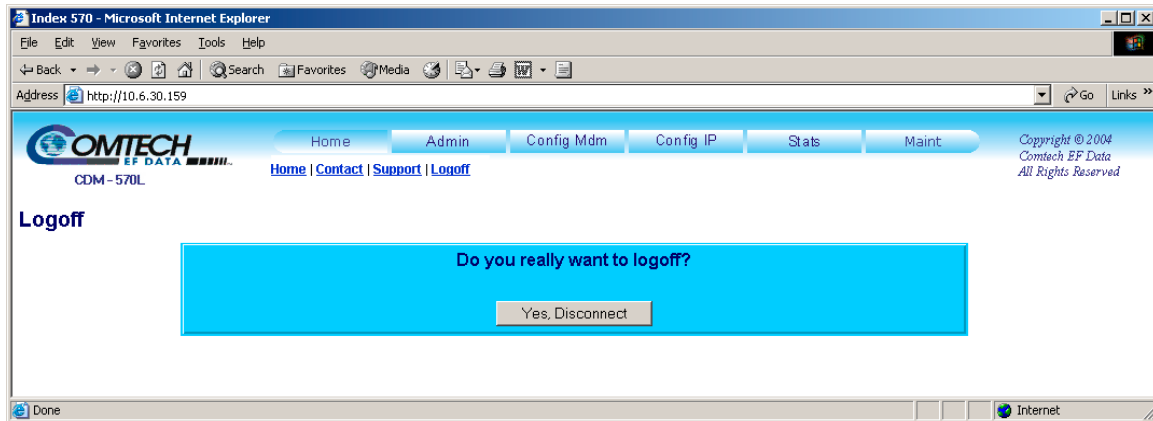 Index 570 - Microsoft Internet Explorer
File Edit View Favorites Tools Help
Back Search Favorites Media
Address http://10.6.30.159 Go Links »
COMTECH
EF DATA
CDM - 570L
Home Admin Config Mdm Config IP Stats Maint
Home | Contact | Support | Logoff
Copyright © 2004
Comtech EF Data
All Rights Reserved
Logoff
Do you really want to logoff?
Yes, Disconnect
Done Internet